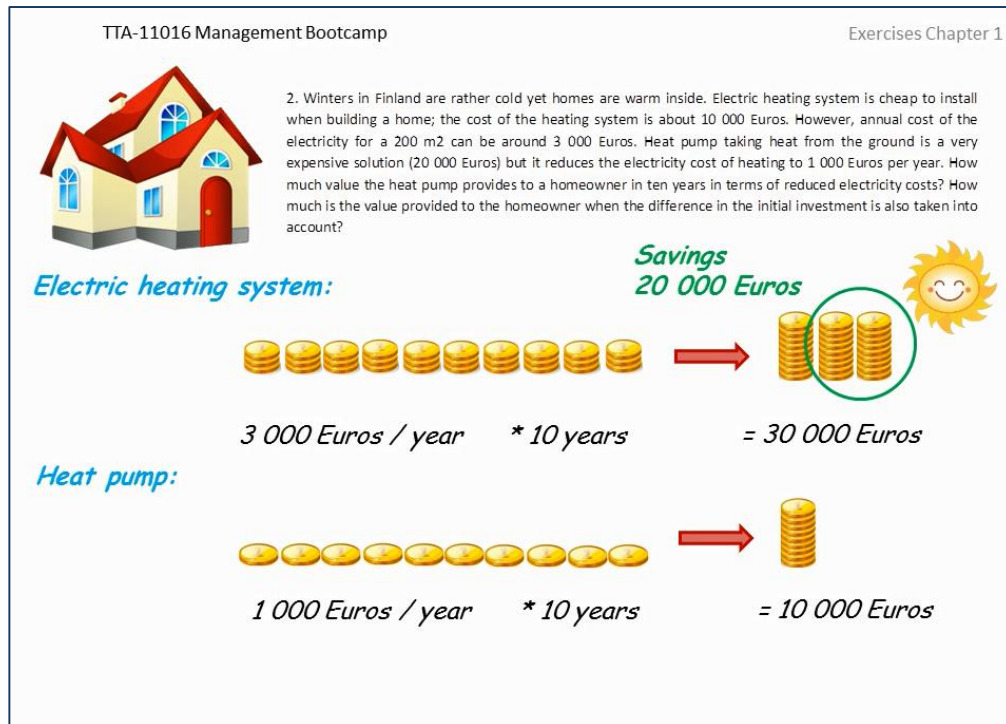 TTA-11016 Management Bootcamp
Exercises Chapter 1
2. Winters in Finland are rather cold yet homes are warm inside. Electric heating system is cheap to install
when building a home; the cost of the heating system is about 10 000 Euros. However, annual cost of the
electricity for a 200 m2 can be around 3 000 Euros. Heat pump taking heat from the ground is a very
expensive solution (20 000 Euros) but it reduces the electricity cost of heating to 1 000 Euros per year. How
much value the heat pump provides to a homeowner in ten years in terms of reduced electricity costs? How
much is the value provided to the homeowner when the difference in the initial investment is also taken into
account?
Savings
20 000 Euros
Electric heating system:
3 000 Euros / year * 10 years = 30 000 Euros
Heat pump:
1 000 Euros / year * 10 years = 10 000 Euros